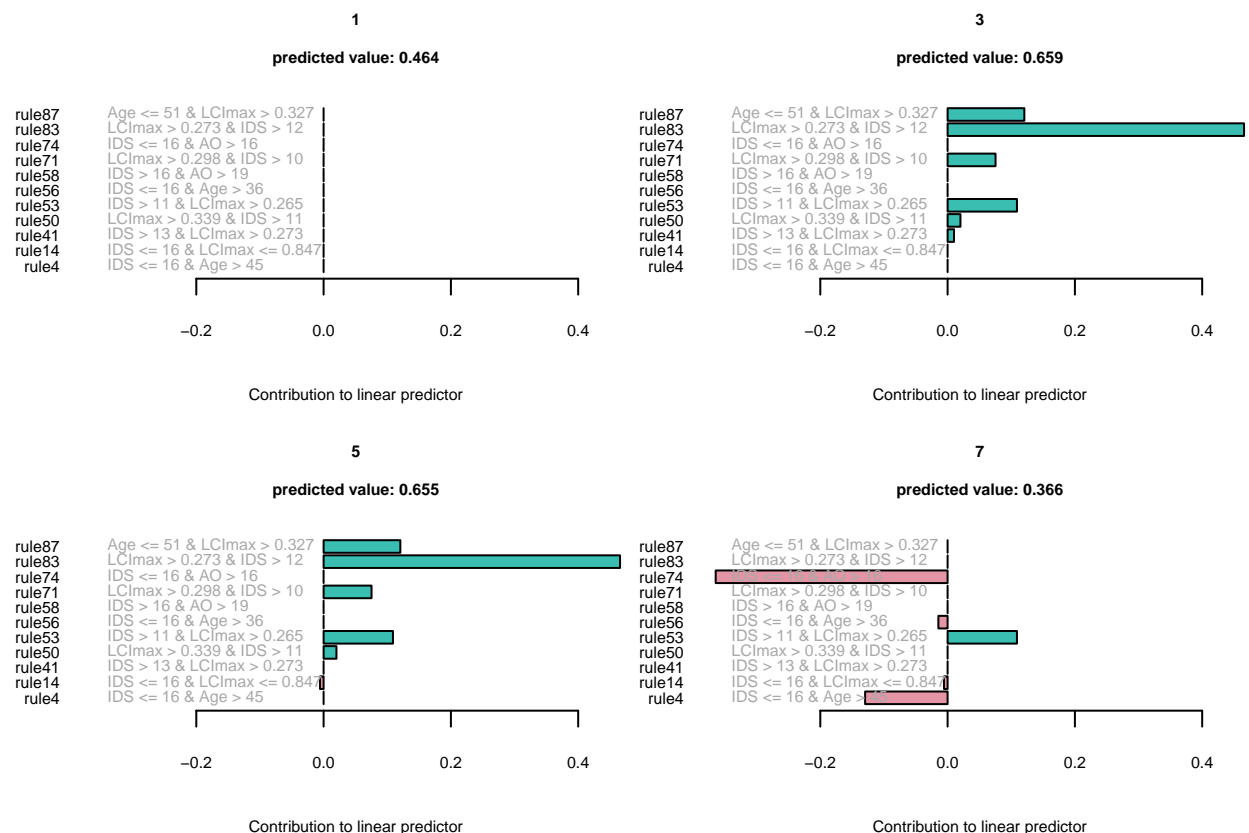 1
predicted value: 0.464
rule87 Age <= 51 & LCImax > 0.327
rule83 LCImax > 0.273 & IDS > 12
rule74 IDS <= 16 & AO > 16
rule71 LCImax > 0.298 & IDS > 10
rule58 IDS > 16 & AO > 19
rule56 IDS <= 16 & Age > 36
rule53 IDS > 11 & LCImax > 0.265
rule50 LCImax > 0.339 & IDS > 11
rule41 IDS > 13 & LCImax > 0.273
rule14 IDS <= 16 & LCImax <= 0.847
rule4 IDS <= 16 & Age > 45
−0.2 0.0 0.2 0.4
Contribution to linear predictor
3
predicted value: 0.659
rule87 Age <= 51 & LCImax > 0.327
rule83 LCImax > 0.273 & IDS > 12
rule74 IDS <= 16 & AO > 16
rule71 LCImax > 0.298 & IDS > 10
rule58 IDS > 16 & AO > 19
rule56 IDS <= 16 & Age > 36
rule53 IDS > 11 & LCImax > 0.265
rule50 LCImax > 0.339 & IDS > 11
rule41 IDS > 13 & LCImax > 0.273
rule14 IDS <= 16 & LCImax <= 0.847
rule4 IDS <= 16 & Age > 45
−0.2 0.0 0.2 0.4
Contribution to linear predictor
5
predicted value: 0.655
rule87 Age <= 51 & LCImax > 0.327
rule83 LCImax > 0.273 & IDS > 12
rule74 IDS <= 16 & AO > 16
rule71 LCImax > 0.298 & IDS > 10
rule58 IDS > 16 & AO > 19
rule56 IDS <= 16 & Age > 36
rule53 IDS > 11 & LCImax > 0.265
rule50 LCImax > 0.339 & IDS > 11
rule41 IDS > 13 & LCImax > 0.273
rule14 IDS <= 16 & LCImax <= 0.847
rule4 IDS <= 16 & Age > 45
−0.2 0.0 0.2 0.4
Contribution to linear predictor
7
predicted value: 0.366
rule87 Age <= 51 & LCImax > 0.327
rule83 LCImax > 0.273 & IDS > 12
rule74
rule71 LCImax > 0.298 & IDS > 10
rule58 IDS > 16 & AO > 19
rule56 IDS <= 16 & Age > 36
rule53 IDS > 11 & LCImax > 0.265
rule50 LCImax > 0.339 & IDS > 11
rule41 IDS > 13 & LCImax > 0.273
rule14 IDS <= 16 & LCImax <= 0.847
rule4 IDS <= 16 & Age >
−0.2 0.0 0.2 0.4
Contribution to linear predictor